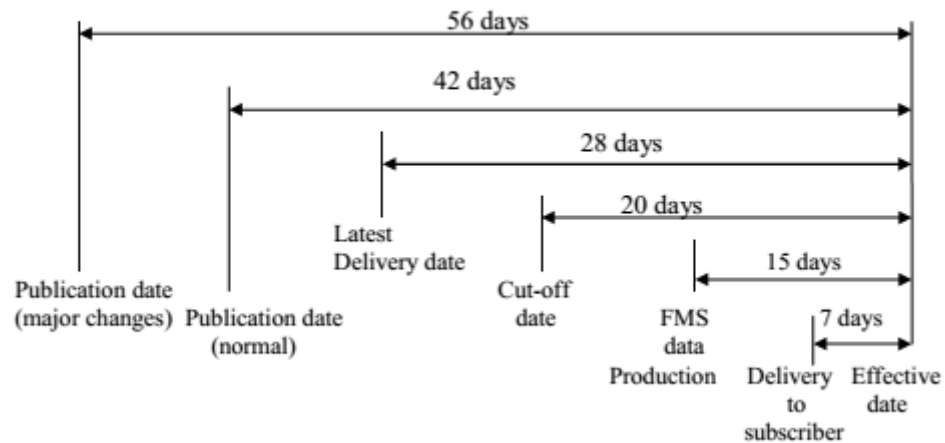 56 days
42 days
28 days
20 days
Latest
Delivery date
15 days
Publication date
(major changes)
Publication date
(normal)
Cut-off
date
FMS
data
Production
7 days
Delivery
to
subscriber
Effective
date